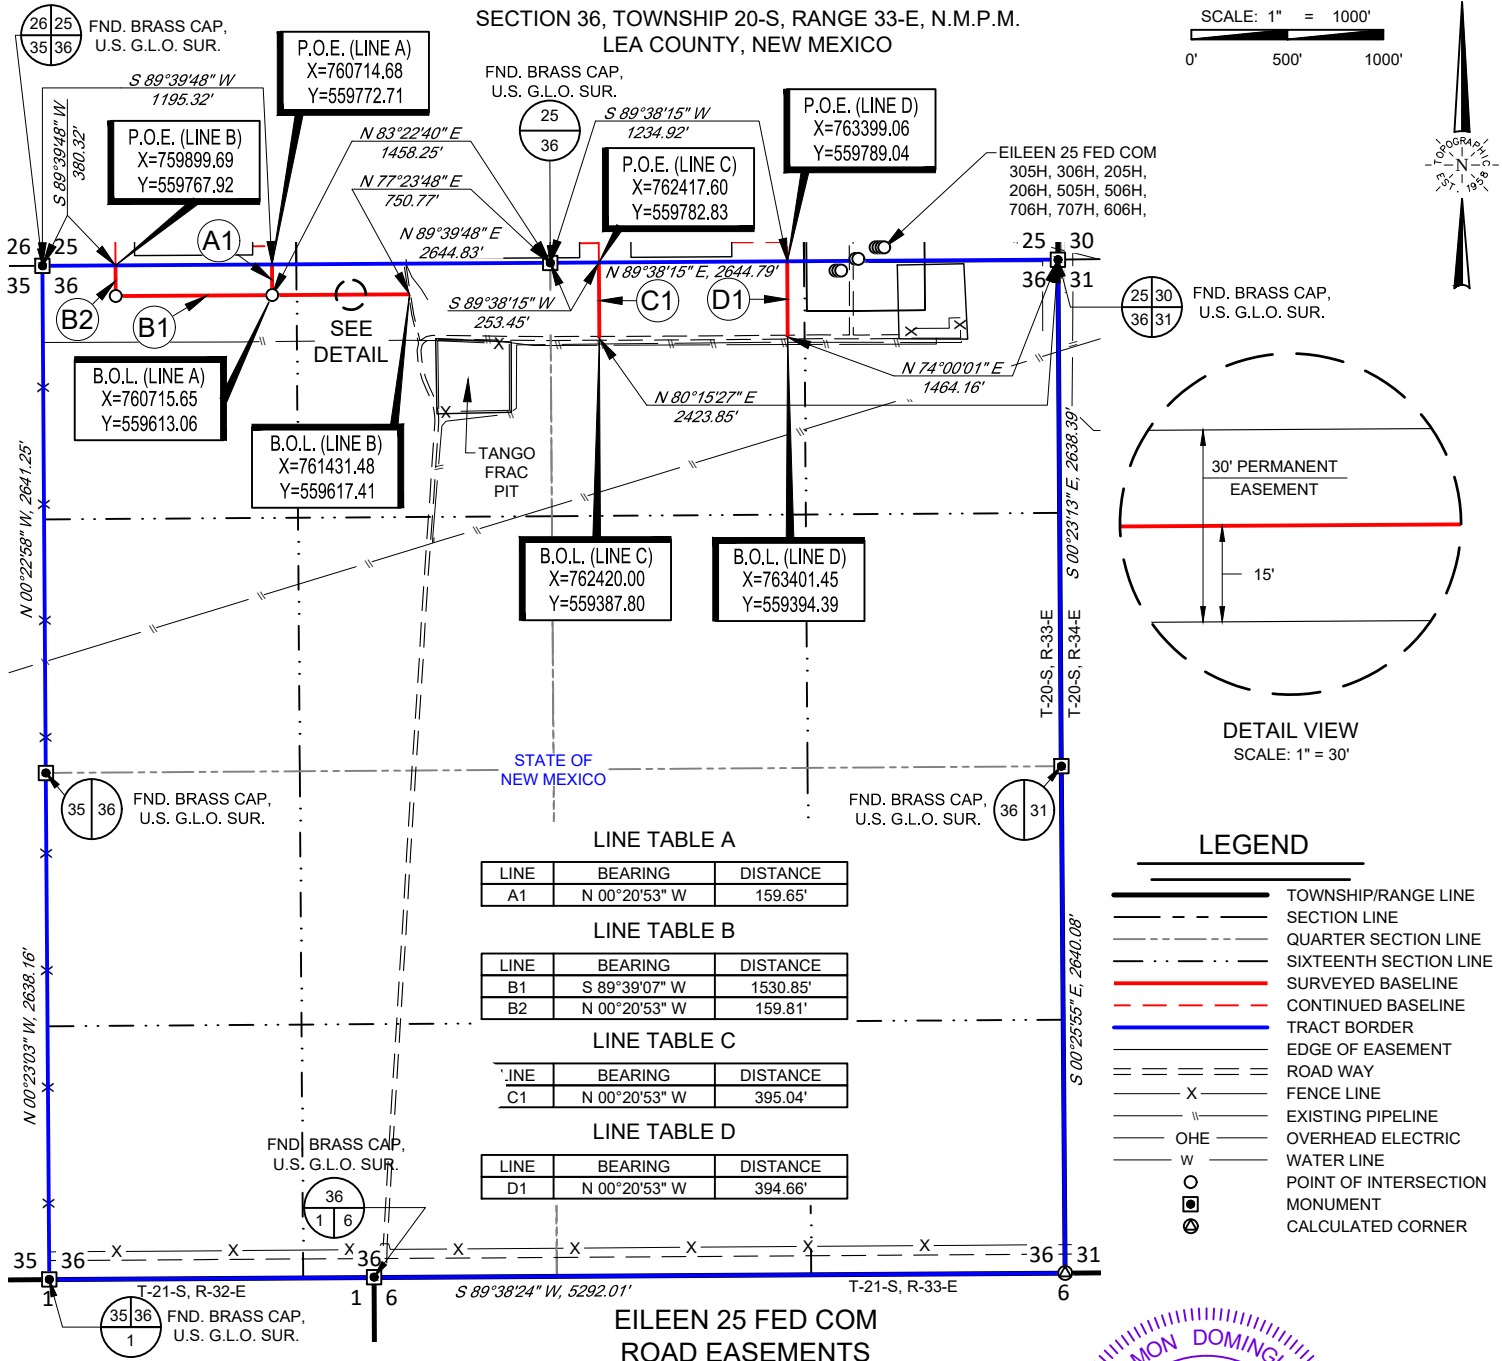 SECTION 36, TOWNSHIP 20-S, RANGE 33-E, N.M.P.M.
LEA COUNTY, NEW MEXICO
SCALE: 1" = 1000'
0' 500' 1000'
TOPOGRAPHIC
N
EST. 1958
26 25
35 36
FND. BRASS CAP,
U.S. G.L.O. SUR.
P.O.E. (LINE A)
X=760714.68
Y=559772.71
S 89°39'48" W
1195.32'
S 89°39'48" W
380.32'
P.O.E. (LINE B)
X=759899.69
Y=559767.92
N 83°22'40" E
1458.25'
N 77°23'48" E
750.77'
FND. BRASS CAP,
U.S. G.L.O. SUR.
25
36
S 89°38'15" W
1234.92'
P.O.E. (LINE C)
X=762417.60
Y=559782.83
P.O.E. (LINE D)
X=763399.06
Y=559789.04
EILEEN 25 FED COM
305H, 306H, 205H,
206H, 505H, 506H,
706H, 707H, 606H,
26 25
35 36
A1
N 89°39'48" E
2644.83'
N 89°38'15" E, 2644.79'
25 30
36 31
B2
B1
SEE
DETAIL
S 89°38'15" W
253.45'
C1
D1
25 30
36 31
FND. BRASS CAP,
U.S. G.L.O. SUR.
B.O.L. (LINE A)
X=760715.65
Y=559613.06
N 74°00'01" E
1464.16'
N 80°15'27" E
2423.85'
B.O.L. (LINE B)
X=761431.48
Y=559617.41
TANGO
FRAC
PIT
N 00°22'58" W, 2641.25'
S 00°23'13" E, 2638.39'
30' PERMANENT
EASEMENT
15'
B.O.L. (LINE C)
X=762420.00
Y=559387.80
B.O.L. (LINE D)
X=763401.45
Y=559394.39
T-20-S, R-33-E
T-20-S, R-34-E
DETAIL VIEW
SCALE: 1" = 30'
STATE OF
NEW MEXICO
35 36
FND. BRASS CAP,
U.S. G.L.O. SUR.
FND. BRASS CAP,
U.S. G.L.O. SUR.
36 31
LINE TABLE A
LINE BEARING DISTANCE
A1 N 00°20'53" W 159.65'
LINE TABLE B
LINE BEARING DISTANCE
B1 S 89°39'07" W 1530.85'
B2 N 00°20'53" W 159.81'
LINE TABLE C
LINE BEARING DISTANCE
C1 N 00°20'53" W 395.04'
LINE TABLE D
LINE BEARING DISTANCE
D1 N 00°20'53" W 394.66'
N 00°23'03" W, 2638.16'
S 00°25'55" E, 2640.08'
LEGEND
TOWNSHIP/RANGE LINE
SECTION LINE
QUARTER SECTION LINE
SIXTEENTH SECTION LINE
SURVEYED BASELINE
CONTINUED BASELINE
TRACT BORDER
EDGE OF EASEMENT
ROAD WAY
X FENCE LINE
\\ EXISTING PIPELINE
OHE OVERHEAD ELECTRIC
W WATER LINE
POINT OF INTERSECTION
MONUMENT
CALCULATED CORNER
FND. BRASS CAP,
U.S. G.L.O. SUR.
36
1 6
35 36
1
36
1 6
36 31
6
T-21-S, R-32-E
S 89°38'24" W, 5292.01'
T-21-S, R-33-E
35 36
1
FND. BRASS CAP,
U.S. G.L.O. SUR.
EILEEN 25 FED COM
ROAD EASEMENTS